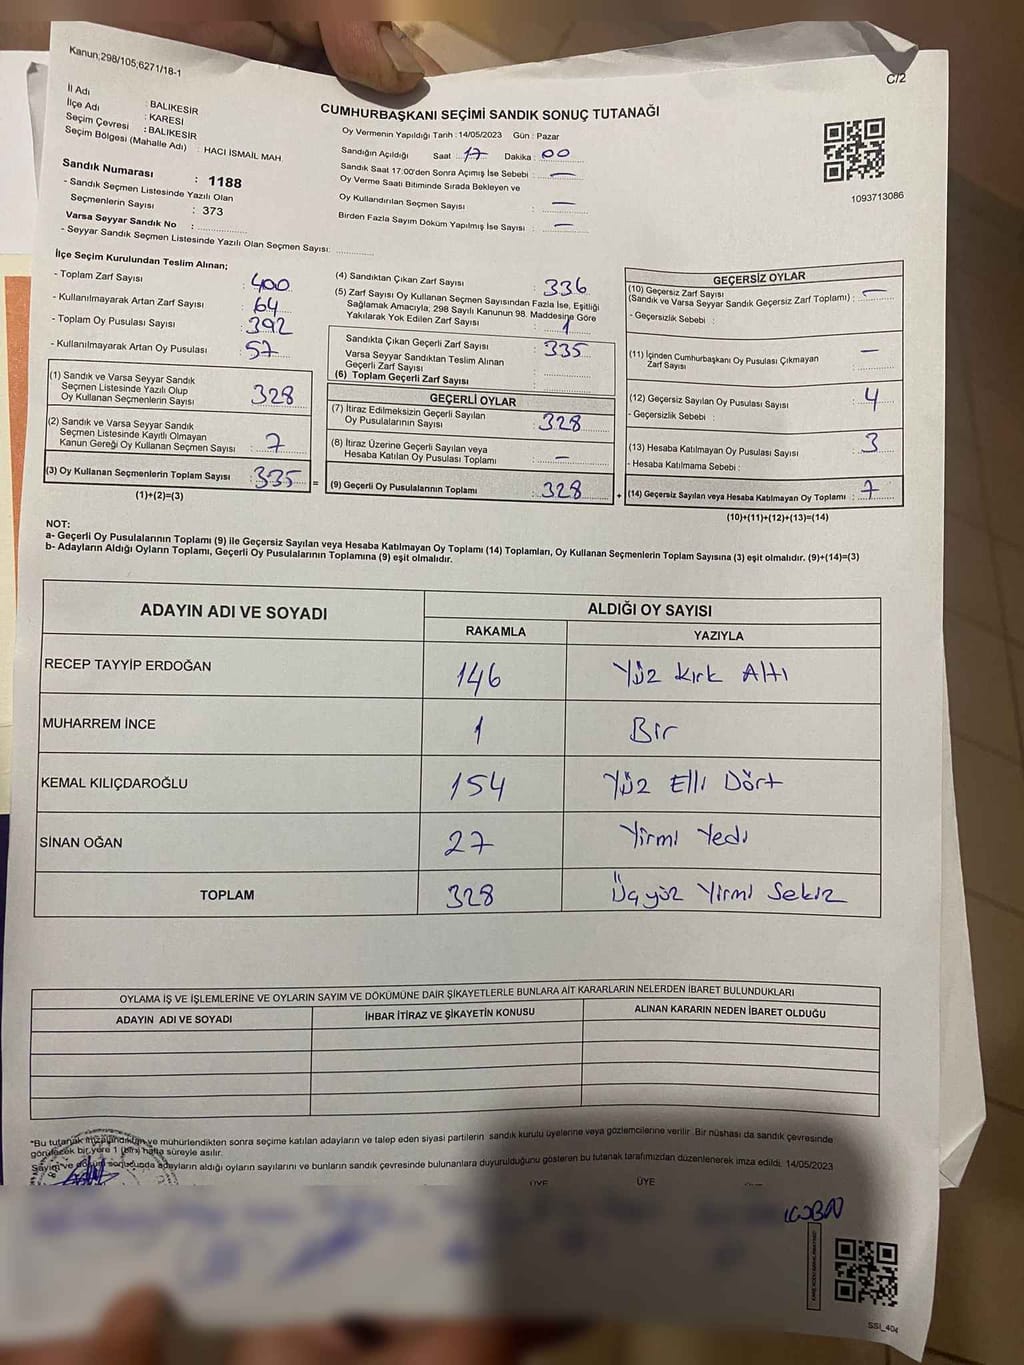 Kanun;298/105;6271/18-1
C/2
İl Adı : BALIKESİR
İlçe Adı : KARESİ
Seçim Çevresi : BALIKESİR
Seçim Bölgesi (Mahalle Adı) : HACI İSMAİL MAH.
CUMHURBAŞKANI SEÇİMİ SANDIK SONUÇ TUTANAĞI
Oy Vermenin Yapıldığı Tarih :14/05/2023 Gün : Pazar
Sandığın Açıldığı Saat : 17 Dakika : 00
Sandık Saat 17:00'den Sonra Açılmış İse Sebebi : —
Oy Verme Saati Bitiminde Sırada Bekleyen ve
Oy Kullandırılan Seçmen Sayısı : —
Birden Fazla Sayım Döküm Yapılmış İse Sayısı : —
1093713086
Sandık Numarası : 1188
- Sandık Seçmen Listesinde Yazılı Olan
Seçmenlerin Sayısı : 373
Varsa Seyyar Sandık No :
- Seyyar Sandık Seçmen Listesinde Yazılı Olan Seçmen Sayısı:
İlçe Seçim Kurulundan Teslim Alınan;
- Toplam Zarf Sayısı : 400
- Kullanılmayarak Artan Zarf Sayısı : 64
- Toplam Oy Pusulası Sayısı : 392
- Kullanılmayarak Artan Oy Pusulası : 57
(1) Sandık ve Varsa Seyyar Sandık
Seçmen Listesinde Yazılı Olup
Oy Kullanan Seçmenlerin Sayısı : 328
(2) Sandık ve Varsa Seyyar Sandık
Seçmen Listesinde Kayıtlı Olmayan
Kanun Gereği Oy Kullanan Seçmen Sayısı : 7
(3) Oy Kullanan Seçmenlerin Toplam Sayısı : 335 =
(1)+(2)=(3)
(4) Sandıktan Çıkan Zarf Sayısı : 336
(5) Zarf Sayısı Oy Kullanan Seçmen Sayısından Fazla İse, Eşitliği
Sağlamak Amacıyla; 298 Sayılı Kanunun 98. Maddesine Göre
Yakılarak Yok Edilen Zarf Sayısı : 1
Sandıkta Çıkan Geçerli Zarf Sayısı : 335
Varsa Seyyar Sandıktan Teslim Alınan
Geçerli Zarf Sayısı :
(6) Toplam Geçerli Zarf Sayısı :
GEÇERLİ OYLAR
(7) İtiraz Edilmeksizin Geçerli Sayılan
Oy Pusulasının Sayısı : 328
(8) İtiraz Üzerine Geçerli Sayılan veya
Hesaba Katılan Oy Pusulası Toplamı : —
(9) Geçerli Oy Pusulalarının Toplamı : 328 +
GEÇERSİZ OYLAR
(10) Geçersiz Zarf Sayısı
(Sandık ve Varsa Seyyar Sandık Geçersiz Zarf Toplamı) : —
- Geçersizlik Sebebi :
(11) İçinden Cumhurbaşkanı Oy Pusulası Çıkmayan
Zarf Sayısı : —
(12) Geçersiz Sayılan Oy Pusulası Sayısı : 4
- Geçersizlik Sebebi :
(13) Hesaba Katılmayan Oy Pusulası Sayısı : 3
- Hesaba Katılmama Sebebi :
(14) Geçersiz Sayılan veya Hesaba Katılmayan Oy Toplamı : 7
(10)+(11)+(12)+(13)=(14)
NOT:
a- Geçerli Oy Pusulalarının Toplamı (9) ile Geçersiz Sayılan veya Hesaba Katılmayan Oy Toplamı (14) Toplamları, Oy Kullanan Seçmenlerin Toplam Sayısına (3) eşit olmalıdır. (9)+(14)=(3)
b- Adayların Aldığı Oyların Toplamı, Geçerli Oy Pusulalarının Toplamına (9) eşit olmalıdır.
ADAYIN ADI VE SOYADI ALDIĞI OY SAYISI
RAKAMLA YAZIYLA
RECEP TAYYİP ERDOĞAN 146 Yüz Kırk Altı
MUHARREM İNCE 1 Bir
KEMAL KILIÇDAROĞLU 154 Yüz Elli Dört
SİNAN OĞAN 27 Yirmi Yedi
TOPLAM 328 Üçyüz Yirmi Sekiz
OYLAMA İŞ VE İŞLEMLERİNE VE OYLARIN SAYIM VE DÖKÜMÜNE DAİR ŞİKAYETLERLE BUNLARA AİT KARARLARIN NELERDEN İBARET BULUNDUKLARI
ADAYIN ADI VE SOYADI İHBAR İTİRAZ VE ŞİKAYETİN KONUSU ALINAN KARARIN NEDEN İBARET OLDUĞU
"Bu tutanak imzalandıktan ve mühürlendikten sonra seçime katılan adayların ve talep eden siyasi partilerin sandık kurulu üyelerine veya gözlemcilerine verilir. Bir nüshası da sandık çevresinde
görülecek bir yere 1 (bir) hafta süreyle asılır.
Sayım ve döküm sonucunda adayların aldığı oyların sayılarını ve bunların sandık çevresinde bulunanlara duyurulduğunu gösteren bu tutanak tarafımızdan düzenlenerek imza edildi. 14/05/2023
ÜYE ÜYE
SSI_404